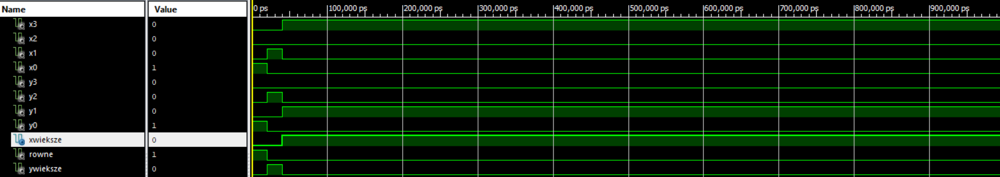 Name Value 0 ps 100,000 ps 200,000 ps 300,000 ps 400,000 ps 500,000 ps 600,000 ps 700,000 ps 800,000 ps 900,000 ps
x3 0
x2 0
x1 0
x0 1
y3 0
y2 0
y1 0
y0 1
xwieksze 0
rowne 1
ywieksze 0